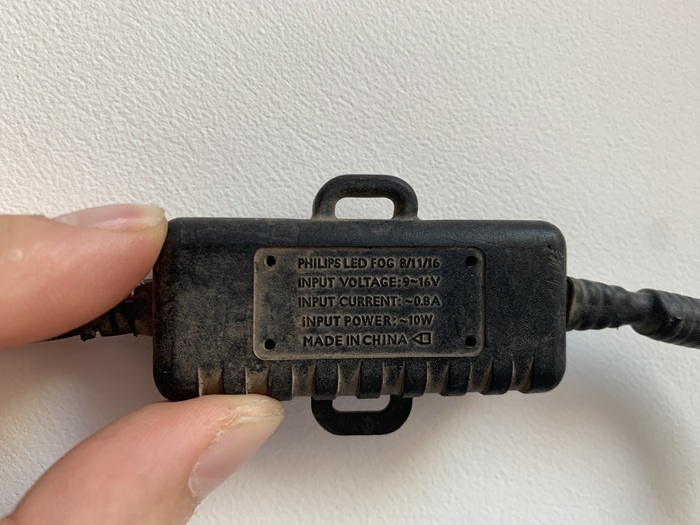 PHILIPS LED FOG 8/11/16
INPUT VOLTAGE:9~16V
INPUT CURRENT: ~0.8A
INPUT POWER: ~10W
MADE IN CHINA